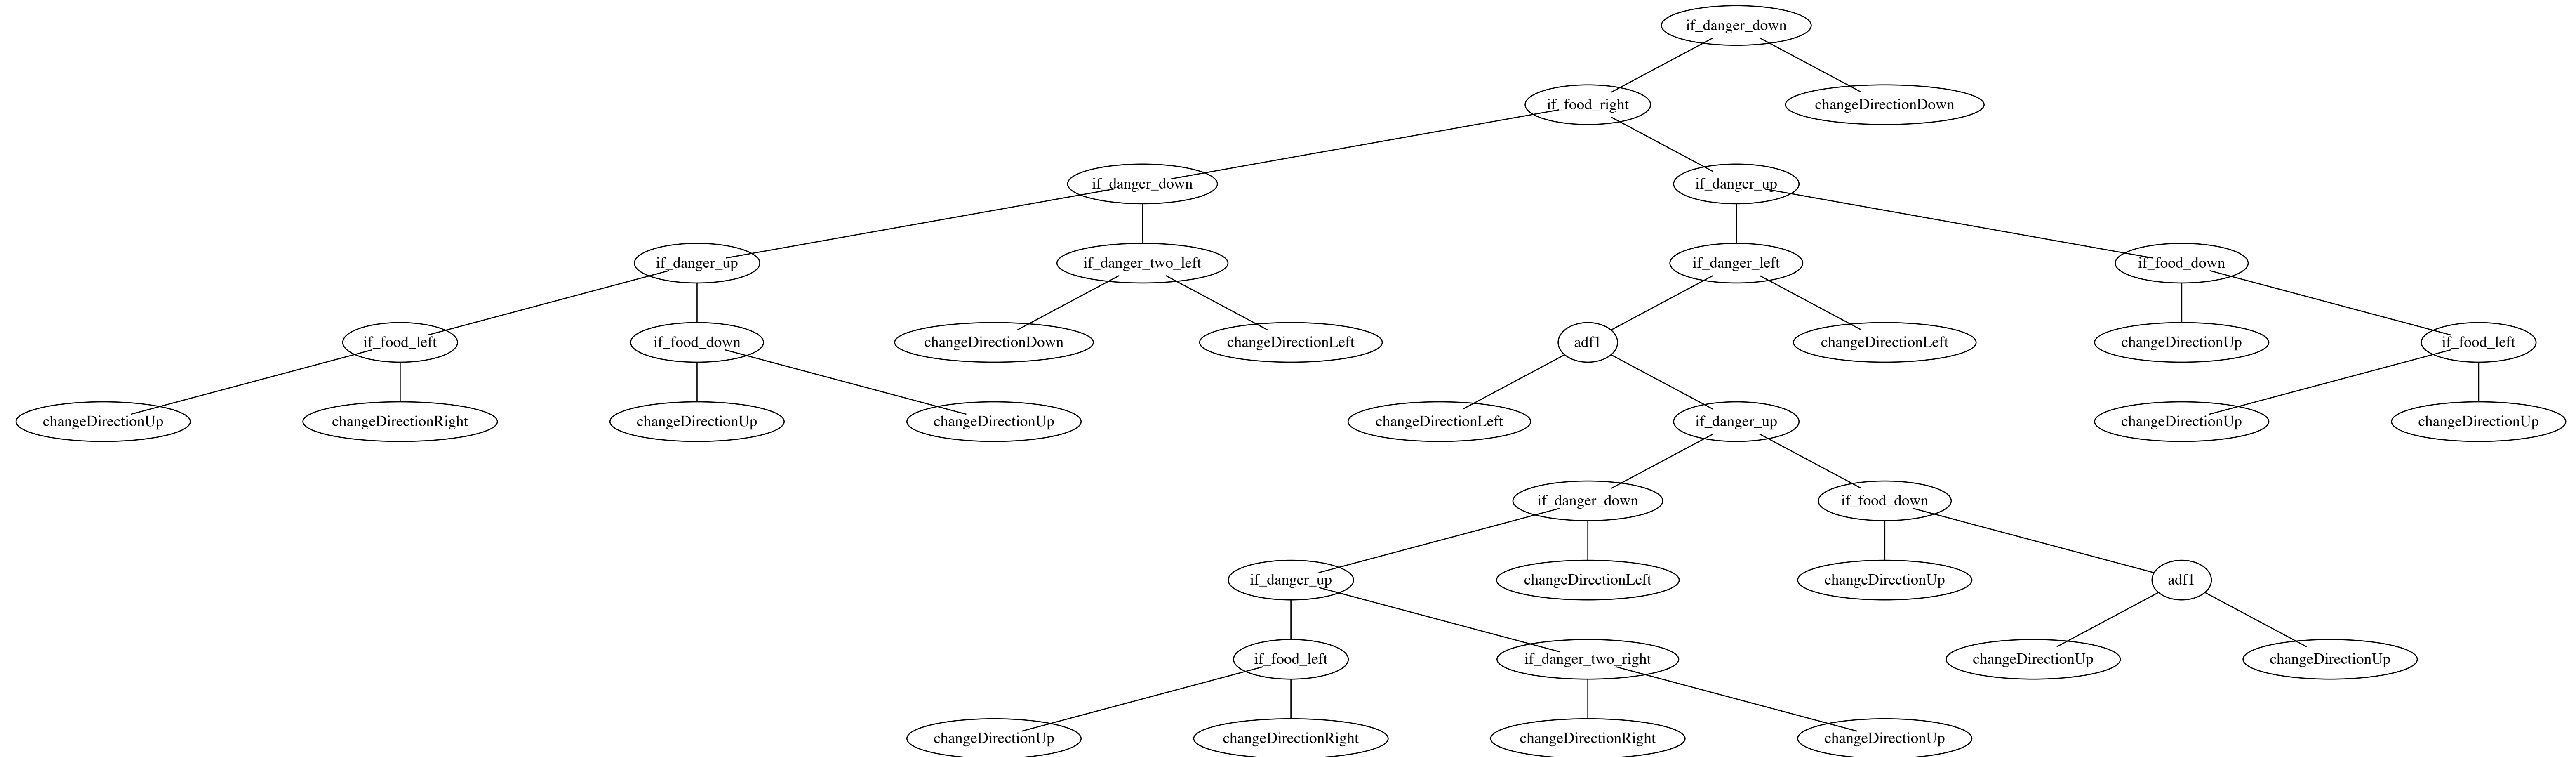 if_danger_down
if_food_right
changeDirectionDown
if_danger_down
if_danger_up
if_danger_up
if_danger_two_left
if_danger_left
if_food_down
if_food_left
if_food_down
changeDirectionDown
changeDirectionLeft
adf1
changeDirectionLeft
changeDirectionUp
if_food_left
changeDirectionUp
changeDirectionRight
changeDirectionUp
changeDirectionUp
changeDirectionLeft
if_danger_up
changeDirectionUp
changeDirectionUp
if_danger_down
if_food_down
if_danger_up
changeDirectionLeft
changeDirectionUp
adf1
if_food_left
if_danger_two_right
changeDirectionUp
changeDirectionUp
changeDirectionUp
changeDirectionRight
changeDirectionRight
changeDirectionUp